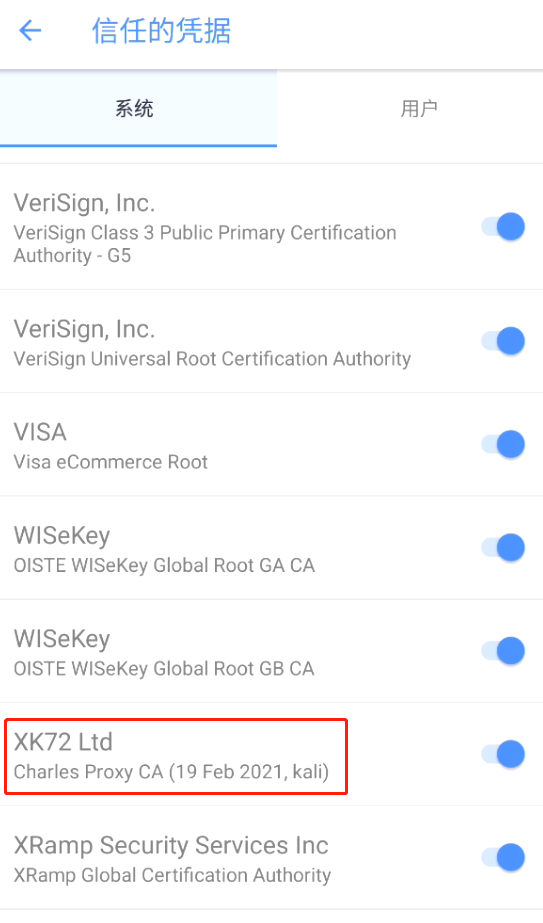 信任的凭据
系统
用户
VeriSign, Inc.
VeriSign Class 3 Public Primary Certification
Authority - G5
VeriSign, Inc.
VeriSign Universal Root Certification Authority
VISA
Visa eCommerce Root
WISeKey
OISTE WISeKey Global Root GA CA
WISeKey
OISTE WISeKey Global Root GB CA
XK72 Ltd
Charles Proxy CA (19 Feb 2021, kali)
XRamp Security Services Inc
XRamp Global Certification Authority